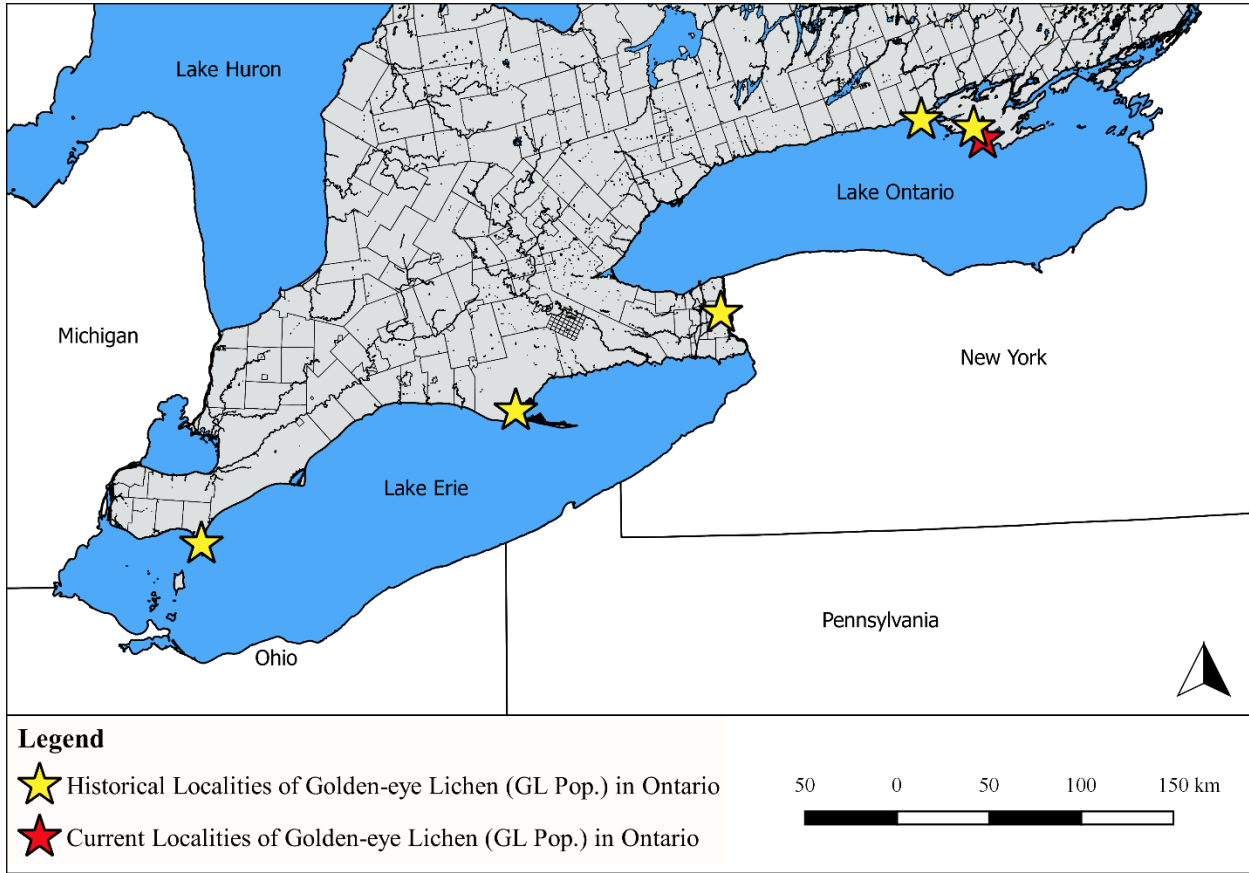 Lake Huron
Lake Ontario
Michigan
New York
Lake Erie
Pennsylvania
Ohio
Legend
Historical Localities of Golden-eye Lichen (GL Pop.) in Ontario
Current Localities of Golden-eye Lichen (GL Pop.) in Ontario
50 0 50 100 150 km